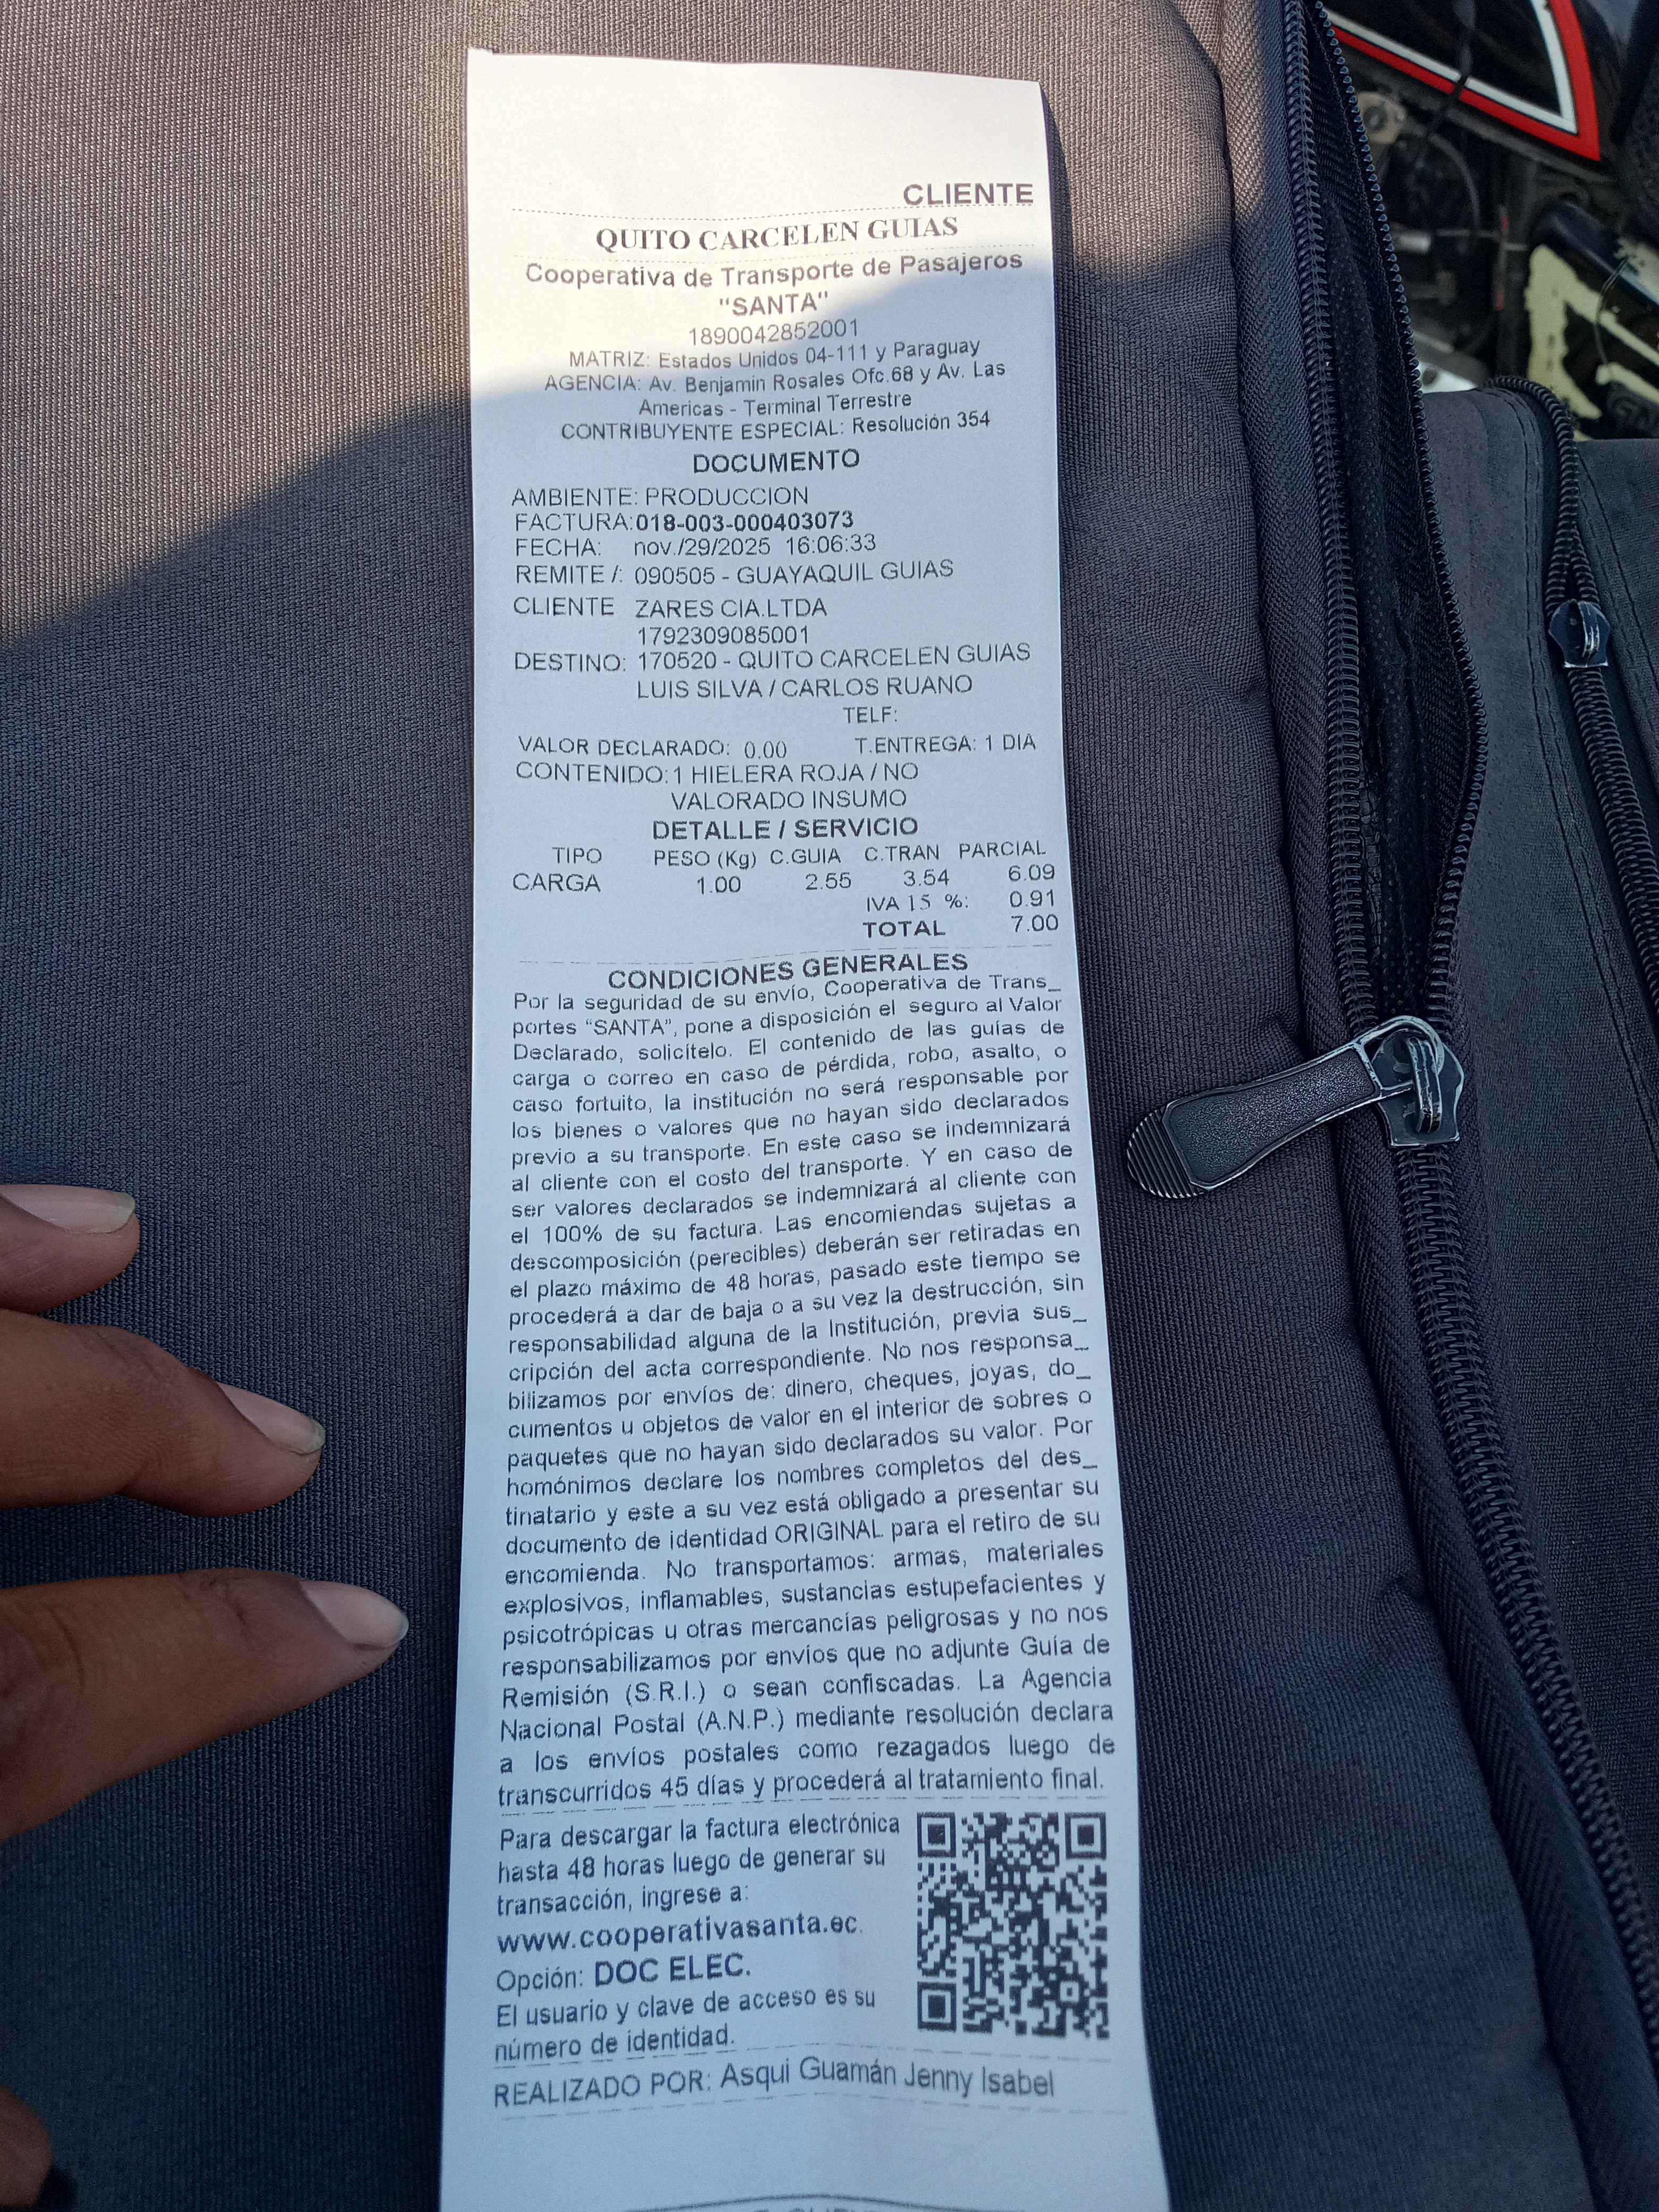 CLIENTE
QUITO CARCELEN GUIAS
Cooperativa de Transporte de Pasajeros
"SANTA"
1890042852001
MATRIZ: Estados Unidos 04-111 y Paraguay
AGENCIA: Av. Benjamin Rosales Ofc.68 y Av. Las
Americas - Terminal Terrestre
CONTRIBUYENTE ESPECIAL: Resolución 354
DOCUMENTO
AMBIENTE: PRODUCCION
FACTURA:018-003-000403073
FECHA: nov./29/2025 16:06:33
REMITE /: 090505 - GUAYAQUIL GUIAS
CLIENTE ZARES CIA.LTDA
1792309085001
DESTINO: 170520 - QUITO CARCELEN GUIAS
LUIS SILVA / CARLOS RUANO
TELF:
VALOR DECLARADO: 0.00 T.ENTREGA: 1 DIA
CONTENIDO:1 HIELERA ROJA / NO
VALORADO INSUMO
DETALLE / SERVICIO
TIPO PESO (Kg) C.GUIA C.TRAN PARCIAL
CARGA 1.00 2.55 3.54 6.09
IVA 15 %: 0.91
TOTAL 7.00
CONDICIONES GENERALES
Por la seguridad de su envío, Cooperativa de Trans_
portes “SANTA”, pone a disposición el seguro al Valor
Declarado, solicítelo. El contenido de las guías de
carga o correo en caso de pérdida, robo, asalto, o
caso fortuito, la institución no será responsable por
los bienes o valores que no hayan sido declarados
previo a su transporte. En este caso se indemnizará
al cliente con el costo del transporte. Y en caso de
ser valores declarados se indemnizará al cliente con
el 100% de su factura. Las encomiendas sujetas a
descomposición (perecibles) deberán ser retiradas en
el plazo máximo de 48 horas, pasado este tiempo se
procederá a dar de baja o a su vez la destrucción, sin
responsabilidad alguna de la Institución, previa sus_
cripción del acta correspondiente. No nos responsa_
bilizamos por envíos de: dinero, cheques, joyas, do_
cumentos u objetos de valor en el interior de sobres o
paquetes que no hayan sido declarados su valor. Por
homónimos declare los nombres completos del des_
tinatario y este a su vez está obligado a presentar su
documento de identidad ORIGINAL para el retiro de su
encomienda. No transportamos: armas, materiales
explosivos, inflamables, sustancias estupefacientes y
psicotrópicas u otras mercancías peligrosas y no nos
responsabilizamos por envíos que no adjunte Guía de
Remisión (S.R.I.) o sean confiscadas. La Agencia
Nacional Postal (A.N.P.) mediante resolución declara
a los envíos postales como rezagados luego de
transcurridos 45 días y procederá al tratamiento final.
Para descargar la factura electrónica
hasta 48 horas luego de generar su
transacción, ingrese a:
www.cooperativasanta.ec.
Opción: DOC ELEC.
El usuario y clave de acceso es su
número de identidad.
REALIZADO POR: Asqui Guamán Jenny Isabel